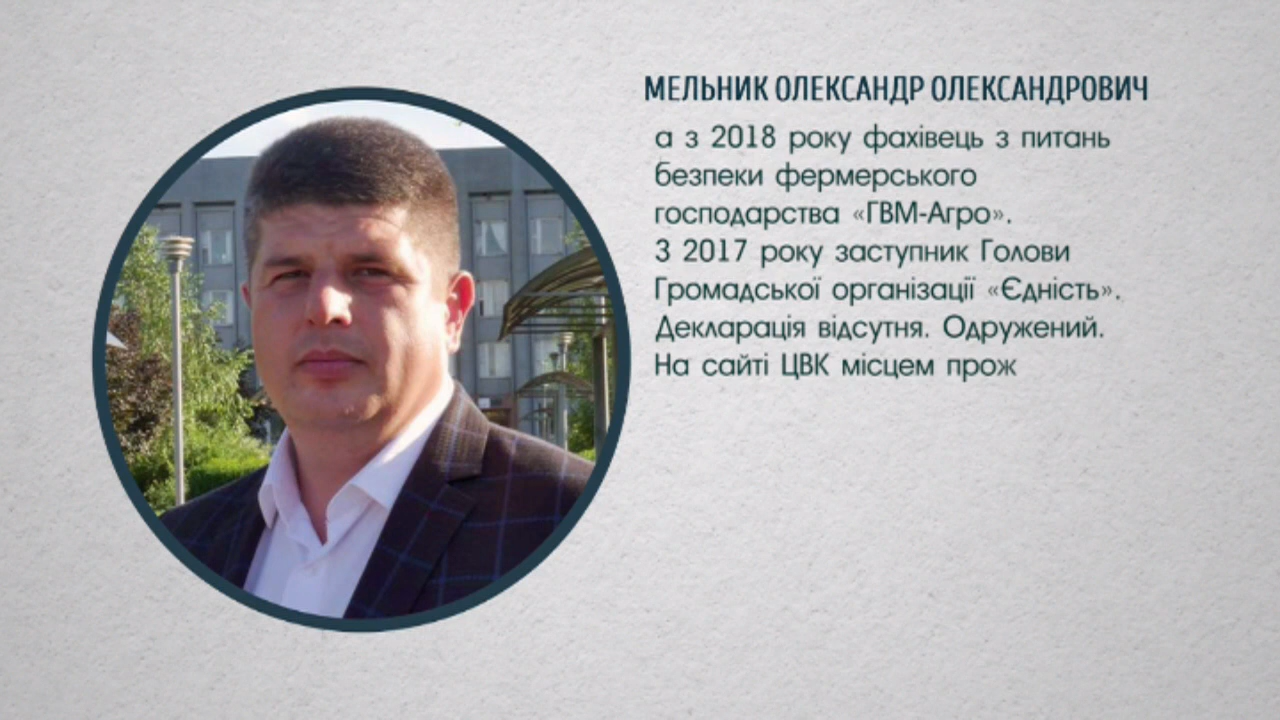 МЕЛЬНИК ОЛЕКСАНДР ОЛЕКСАНДРОВИЧ
а з 2018 року фахівець з питань
безпеки фермерського
господарства «ГВМ-Агро».
З 2017 року заступник Голови
Громадської організації «Єдність».
Декларація відсутня. Одружений.
На сайті ЦВК місцем прож